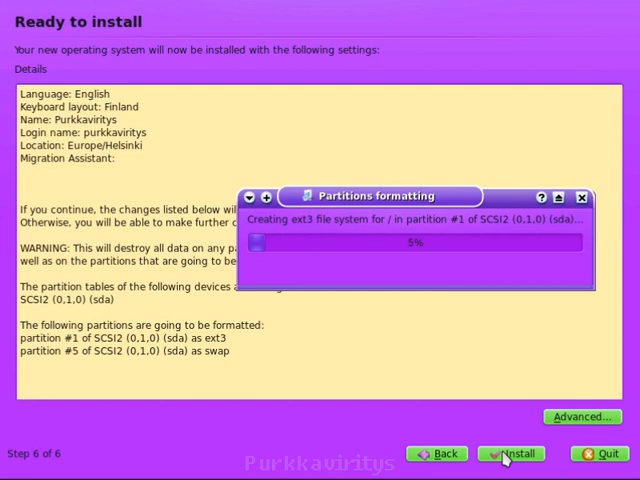 Ready to install
Your new operating system will now be installed with the following settings:
Details
Language: English
Keyboard layout: Finland
Name: Purkkaviritys
Login name: purkkaviritys
Location: Europe/Helsinki
Migration Assistant:
If you continue, the changes listed below wil
Otherwise, you will be able to make further c
WARNING: This will destroy all data on any pa
well as on the partitions that are going to be
The partition tables of the following devices a
SCSI2 (0,1,0) (sda)
The following partitions are going to be formatted:
partition #1 of SCSI2 (0,1,0) (sda) as ext3
partition #5 of SCSI2 (0,1,0) (sda) as swap
Partitions formatting
Creating ext3 file system for / in partition #1 of SCSI2 (0,1,0) (sda)...
5%
Advanced...
Step 6 of 6
Back
Install
Quit
Purkkaviritys